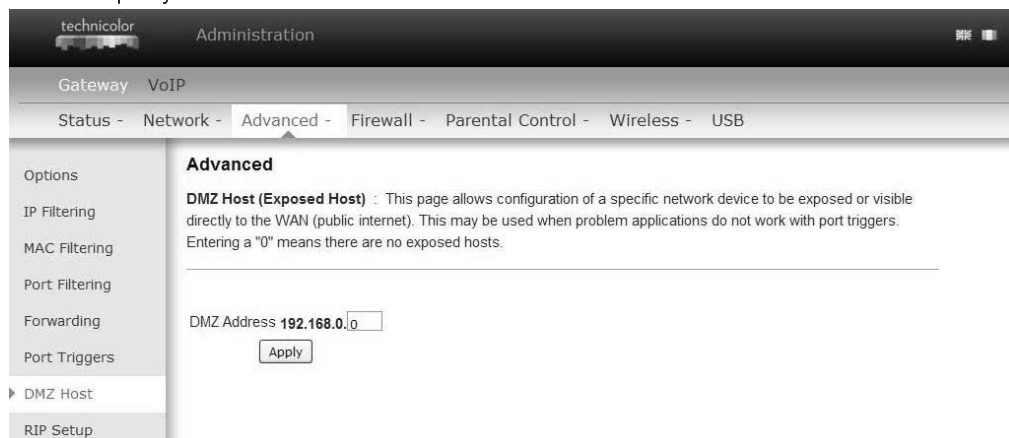 technicolor
Administration
Gateway VoIP
Status - Network - Advanced - Firewall - Parental Control - Wireless - USB
Options
IP Filtering
MAC Filtering
Port Filtering
Forwarding
Port Triggers
DMZ Host
RIP Setup
Advanced
DMZ Host (Exposed Host) : This page allows configuration of a specific network device to be exposed or visible
directly to the WAN (public internet). This may be used when problem applications do not work with port triggers.
Entering a "0" means there are no exposed hosts.
DMZ Address 192.168.0.0
Apply